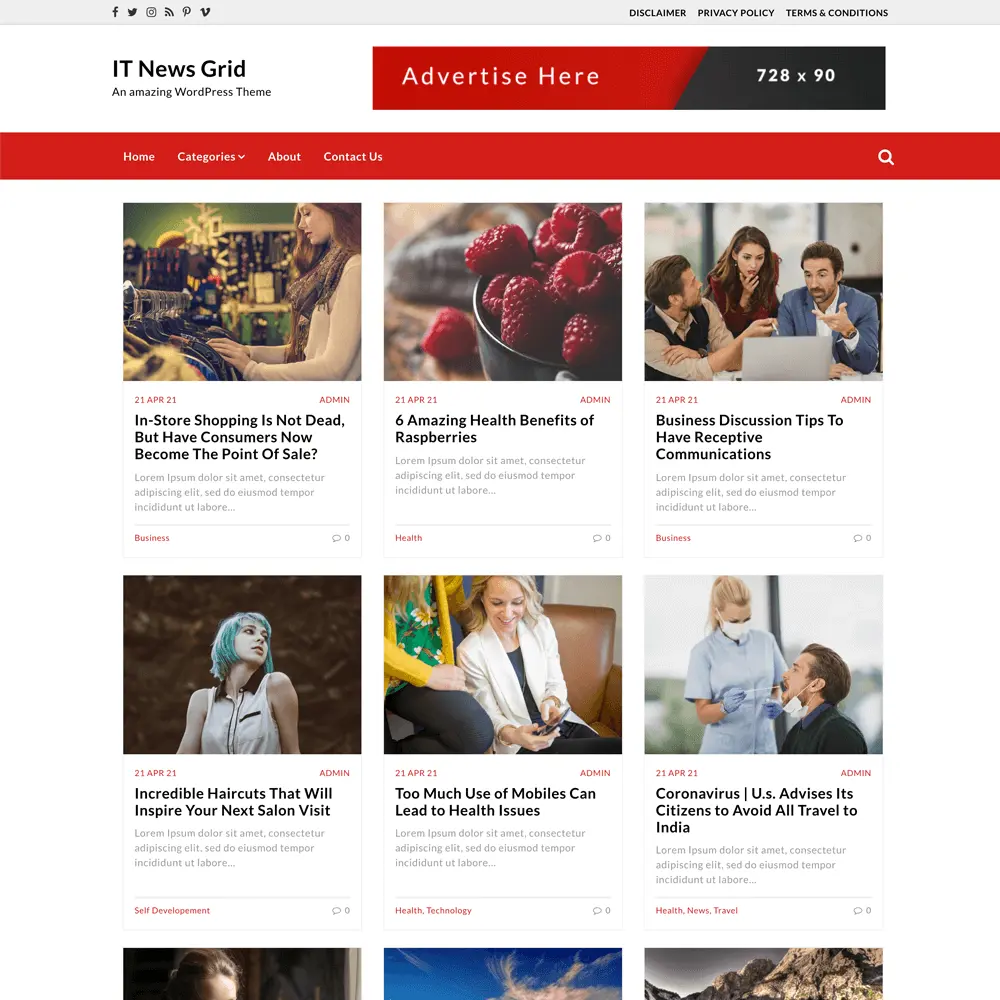 DISCLAIMER PRIVACY POLICY TERMS & CONDITIONS
IT News Grid
An amazing WordPress Theme
Advertise Here 728 x 90
Home Categories About Contact Us
21 APR 21 ADMIN
In-Store Shopping Is Not Dead,
But Have Consumers Now
Become The Point Of Sale?
Lorem Ipsum dolor sit amet, consectetur
adipiscing elit, sed do eiusmod tempor
incididunt ut labore...
Business 0
21 APR 21 ADMIN
6 Amazing Health Benefits of
Raspberries
Lorem Ipsum dolor sit amet, consectetur
adipiscing elit, sed do eiusmod tempor
incididunt ut labore...
Health 0
21 APR 21 ADMIN
Business Discussion Tips To
Have Receptive
Communications
Lorem Ipsum dolor sit amet, consectetur
adipiscing elit, sed do eiusmod tempor
incididunt ut labore...
Business 0
21 APR 21 ADMIN
Incredible Haircuts That Will
Inspire Your Next Salon Visit
Lorem Ipsum dolor sit amet, consectetur
adipiscing elit, sed do eiusmod tempor
incididunt ut labore...
Self Developement 0
21 APR 21 ADMIN
Too Much Use of Mobiles Can
Lead to Health Issues
Lorem Ipsum dolor sit amet, consectetur
adipiscing elit, sed do eiusmod tempor
incididunt ut labore...
Health, Technology 0
21 APR 21 ADMIN
Coronavirus | U.s. Advises Its
Citizens to Avoid All Travel to
India
Lorem Ipsum dolor sit amet, consectetur
adipiscing elit, sed do eiusmod tempor
incididunt ut labore...
Health, News, Travel 0